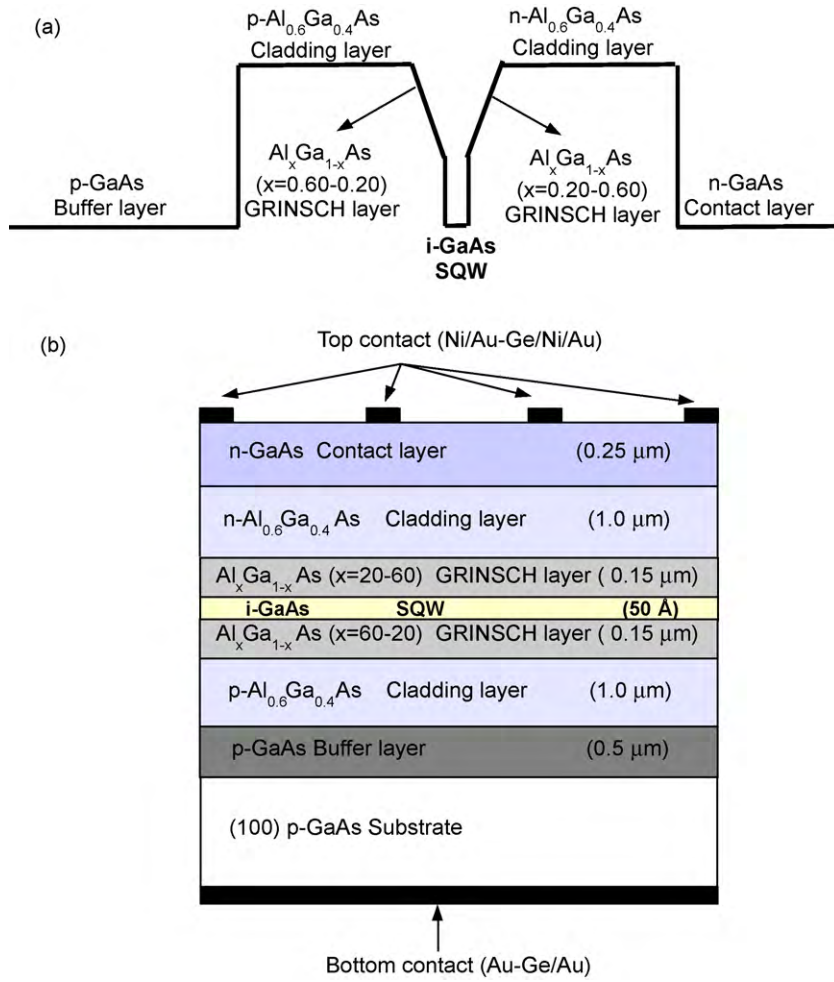 (a)
p-Al0.6Ga0.4As
Cladding layer
n-Al0.6Ga0.4As
Cladding layer
p-GaAs
Buffer layer
AlxGa1-xAs
(x=0.60-0.20)
GRINSCH layer
AlxGa1-xAs
(x=0.20-0.60)
GRINSCH layer
n-GaAs
Contact layer
i-GaAs
SQW
(b)
Top contact (Ni/Au-Ge/Ni/Au)
n-GaAs Contact layer (0.25 μm)
n-Al0.6Ga0.4 As Cladding layer (1.0 μm)
AlxGa1-xAs (x=20-60) GRINSCH layer ( 0.15 μm)
i-GaAs SQW (50 Å)
AlxGa1-xAs (x=60-20) GRINSCH layer ( 0.15 μm)
p-Al0.6Ga0.4As Cladding layer (1.0 μm)
p-GaAs Buffer layer (0.5 μm)
(100) p-GaAs Substrate
Bottom contact (Au-Ge/Au)